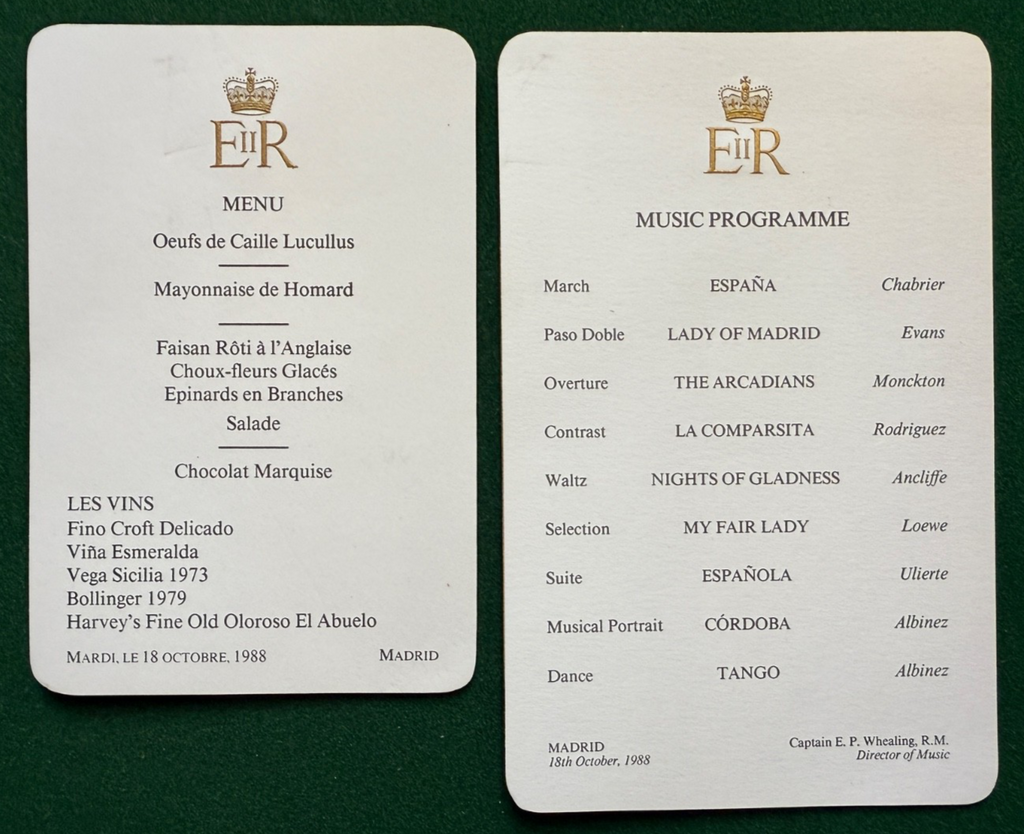 EIIR
MENU
Oeufs de Caille Lucullus
Mayonnaise de Homard
Faisan Rôti à l'Anglaise
Choux-fleurs Glacés
Epinards en Branches
Salade
Chocolat Marquise
LES VINS
Fino Croft Delicado
Viña Esmeralda
Vega Sicilia 1973
Bollinger 1979
Harvey's Fine Old Oloroso El Abuelo
MARDI, LE 18 OCTOBRE, 1988 MADRID
EIIR
MUSIC PROGRAMME
March ESPAÑA Chabrier
Paso Doble LADY OF MADRID Evans
Overture THE ARCADIANS Monckton
Contrast LA COMPARSITA Rodriguez
Waltz NIGHTS OF GLADNESS Ancliffe
Selection MY FAIR LADY Loewe
Suite ESPAÑOLA Ulierte
Musical Portrait CÓRDOBA Albinez
Dance TANGO Albinez
MADRID Captain E. P. Whealing, R.M.
18th October, 1988 Director of Music